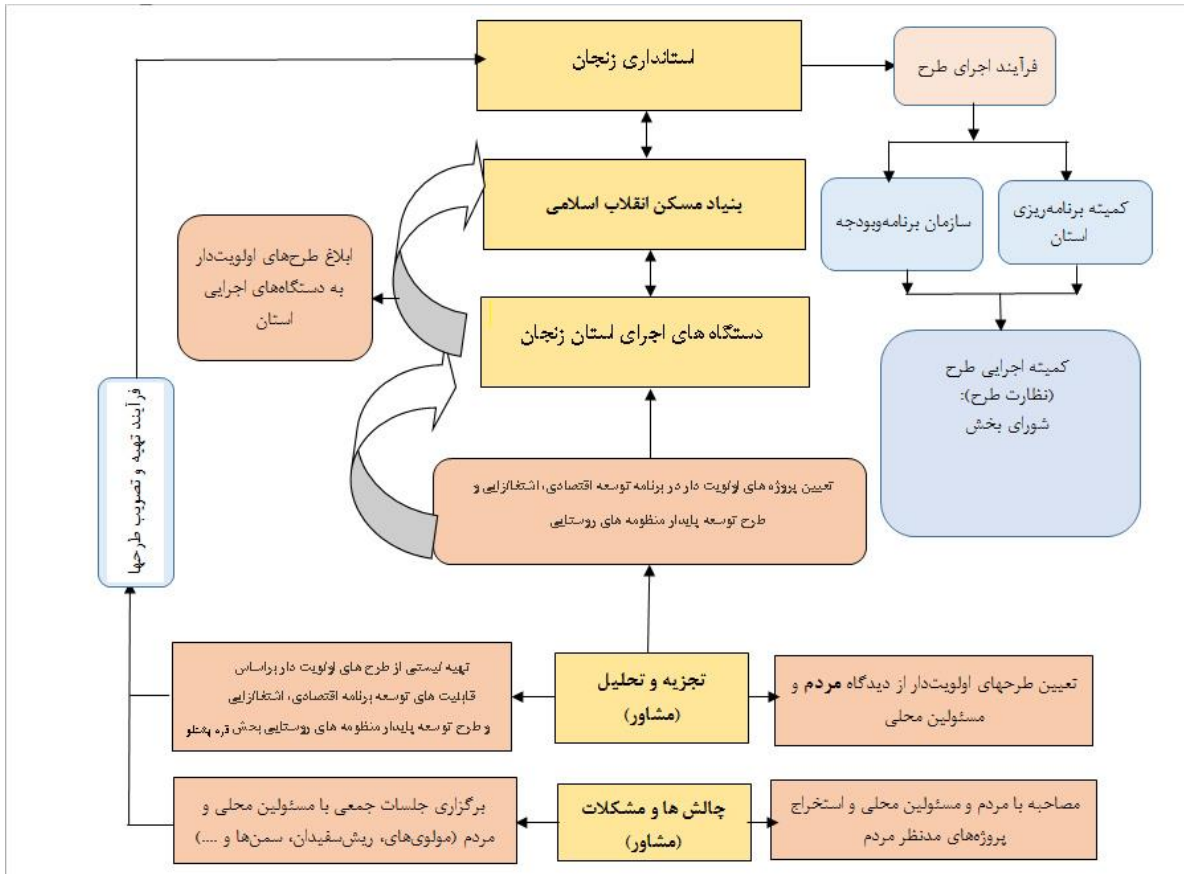 استانداری زنجان
فرآیند اجرای طرح
بنیاد مسکن انقلاب اسلامی
سازمان برنامه‌وبودجه
کمیته برنامه‌ریزی
استان
ابلاغ طرح‌های اولویت‌دار
به دستگاه‌های اجرایی
استان
دستگاه های اجرای استان زنجان
کمیته اجرایی طرح
(نظارت طرح):
شورای بخش
فرآیند تهیه و تصویب طرحها
تعیین پروژه های اولویت دار در برنامه توسعه اقتصادی، اشتغالزایی و
طرح توسعه پایدار منظومه های روستایی
تهیه لیستی از طرح های اولویت دار براساس
قابلیت های توسعه برنامه اقتصادی، اشتغالزایی
و طرح توسعه پایدار منظومه های روستایی بخش قره پشتلو
تجزیه و تحلیل
(مشاور)
تعیین طرحهای اولویت‌دار از دیدگاه مردم و
مسئولین محلی
برگزاری جلسات جمعی با مسئولین محلی و
مردم (مولوی‌های، ریش‌سفیدان، سمن‌ها و ....)
چالش ها و مشکلات
(مشاور)
مصاحبه با مردم و مسئولین محلی و استخراج
پروژه‌های مدنظر مردم